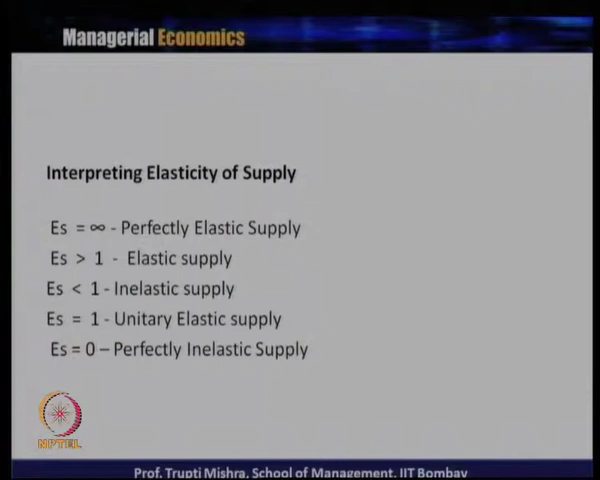 Managerial Economics
Interpreting Elasticity of Supply
Es = ∞ - Perfectly Elastic Supply
Es > 1 - Elastic supply
Es < 1 - Inelastic supply
Es = 1 - Unitary Elastic supply
Es = 0 – Perfectly Inelastic Supply
NPTEL
Prof. Trupti Mishra, School of Management, IIT Bombay